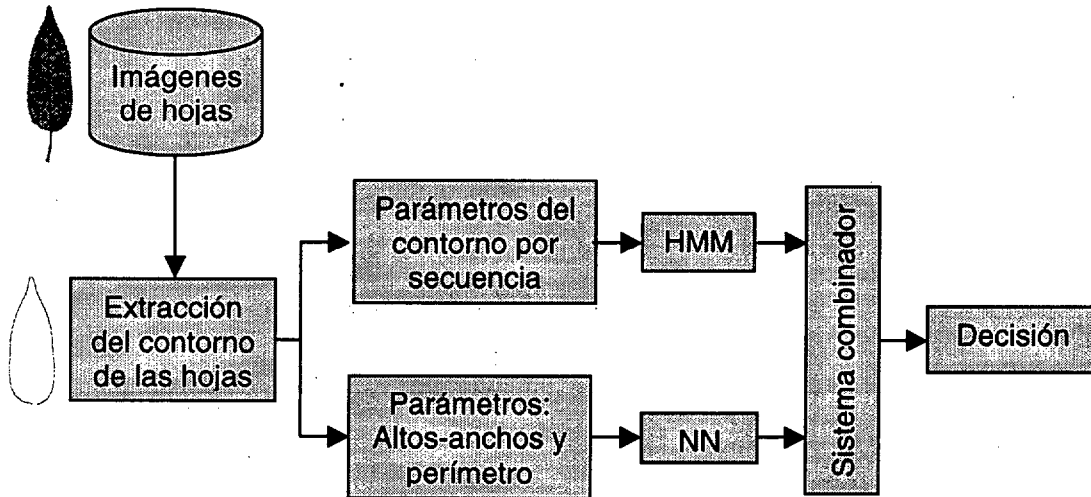 Imágenes
de hojas
Extracción
del contorno
de las hojas
Parámetros del
contorno por
secuencia
HMM
Parámetros:
Altos-anchos y
perímetro
NN
Sistema combinador
Decisión